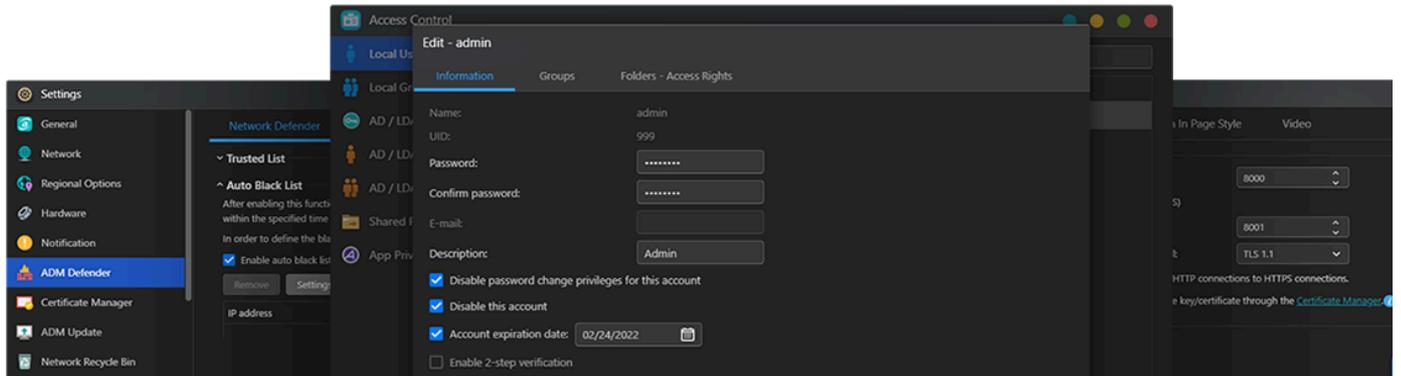 Settings
General
Network
Regional Options
Hardware
Notification
ADM Defender
Certificate Manager
ADM Update
Network Recycle Bin
Network Defender
Trusted List
Auto Black List
After enabling this functi
within the specified time
In order to define the bla
Enable auto black list
Remove
Setting
IP address
Access Control
Local Us
Local Gr
AD / LDA
AD / LDA
AD / LDA
Shared F
App Priv
Edit - admin
Information Groups Folders - Access Rights
Name: admin
UID: 999
Password: ••••••••
Confirm password: ••••••••
E-mail:
Description: Admin
Disable password change privileges for this account
Disable this account
Account expiration date: 02/24/2022
Enable 2-step verification
In Page Style Video
8000
S)
8001
TLS 1.1
HTTP connections to HTTPS connections.
key/certificate through the Certificate Manager.